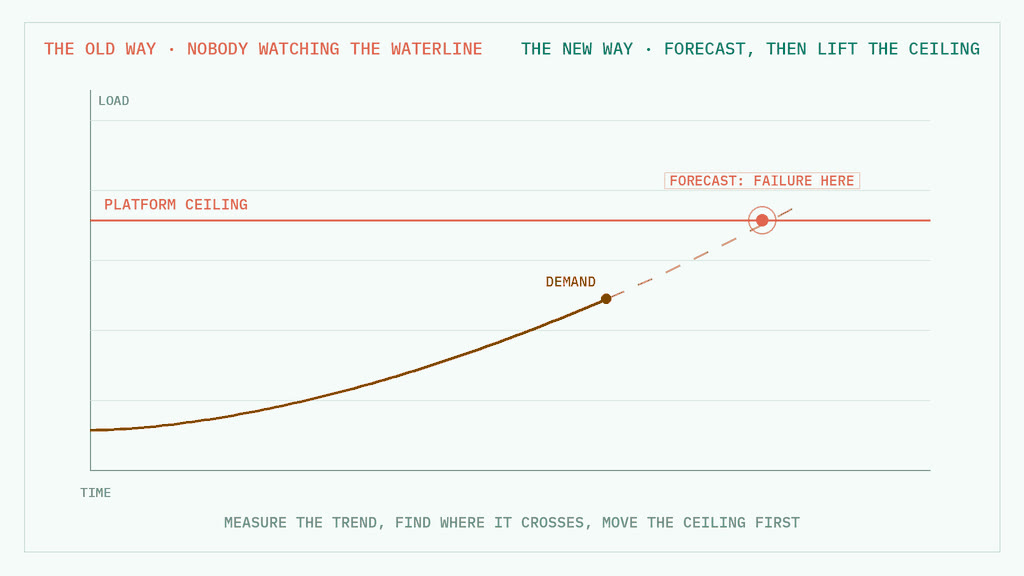 THE OLD WAY · NOBODY WATCHING THE WATERLINE
THE NEW WAY · FORECAST, THEN LIFT THE CEILING
LOAD
FORECAST: FAILURE HERE
PLATFORM CEILING
DEMAND
TIME
MEASURE THE TREND, FIND WHERE IT CROSSES, MOVE THE CEILING FIRST